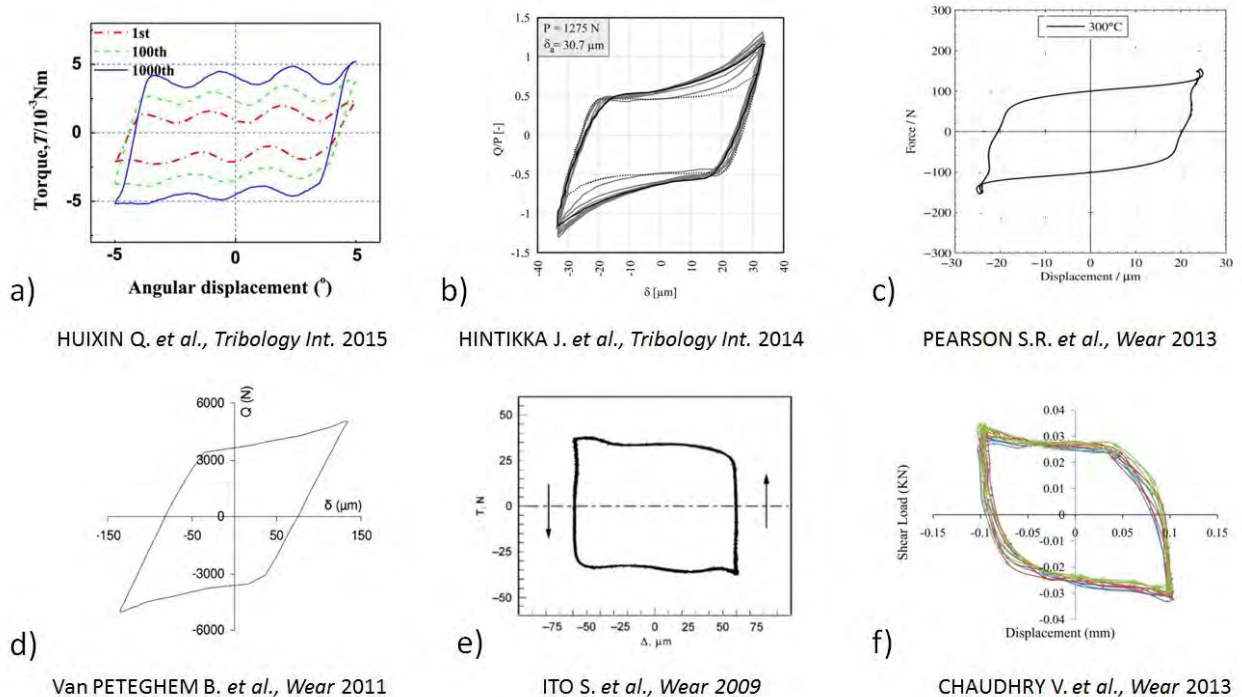 1st
100th
1000th
5
0
-5
-5 0 5
Torque,T/10⁻³Nm
Angular displacement (°)
a)
HUIXIN Q. et al., Tribology Int. 2015
P = 1275 N
δa= 30.7 µm
1.5
1
0.5
0
-0.5
-1
-1.5
Q/P [-]
-40 -30 -20 -10 0 10 20 30 40
δ [µm]
b)
HINTIKKA J. et al., Tribology Int. 2014
300°C
300
200
100
0
-100
-200
-300
Force / N
-30 -20 -10 0 10 20 30
Displacement / µm
c)
PEARSON S.R. et al., Wear 2013
Q (N)
6000
3000
0
-3000
-6000
δ (µm)
-150 -100 -50 0 50 100 150
d)
Van PETEGHEM B. et al., Wear 2011
50
25
0
-25
-50
T, N
-75 -50 -25 0 25 50 75
Δ, µm
e)
ITO S. et al., Wear 2009
0.04
0.03
0.02
0.01
0
-0.01
-0.02
-0.03
-0.04
Shear Load (KN)
-0.15 -0.1 -0.05 0 0.05 0.1 0.15
Displacement (mm)
f)
CHAUDHRY V. et al., Wear 2013